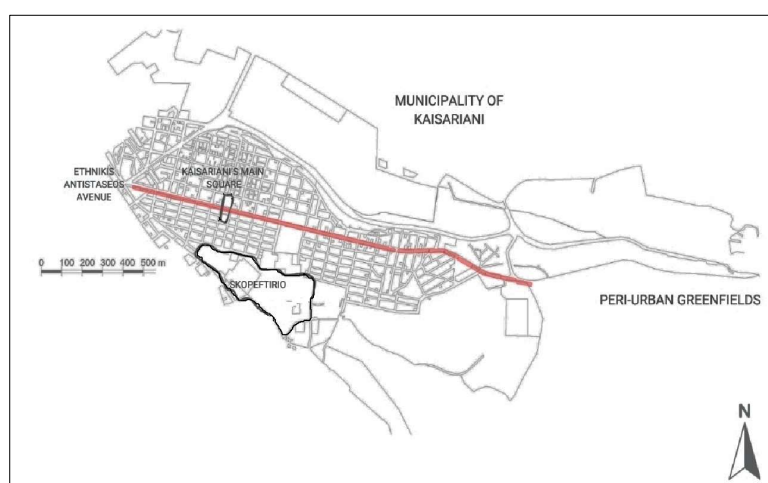 MUNICIPALITY OF
KAISARIANI
ETHNIKIS
ANTISTASEOS
AVENUE
KAISARIANI'S MAIN
SQUARE
0 100 200 300 400 500 m
SKOPEFTIRIO
PERI-URBAN GREENFIELDS
N